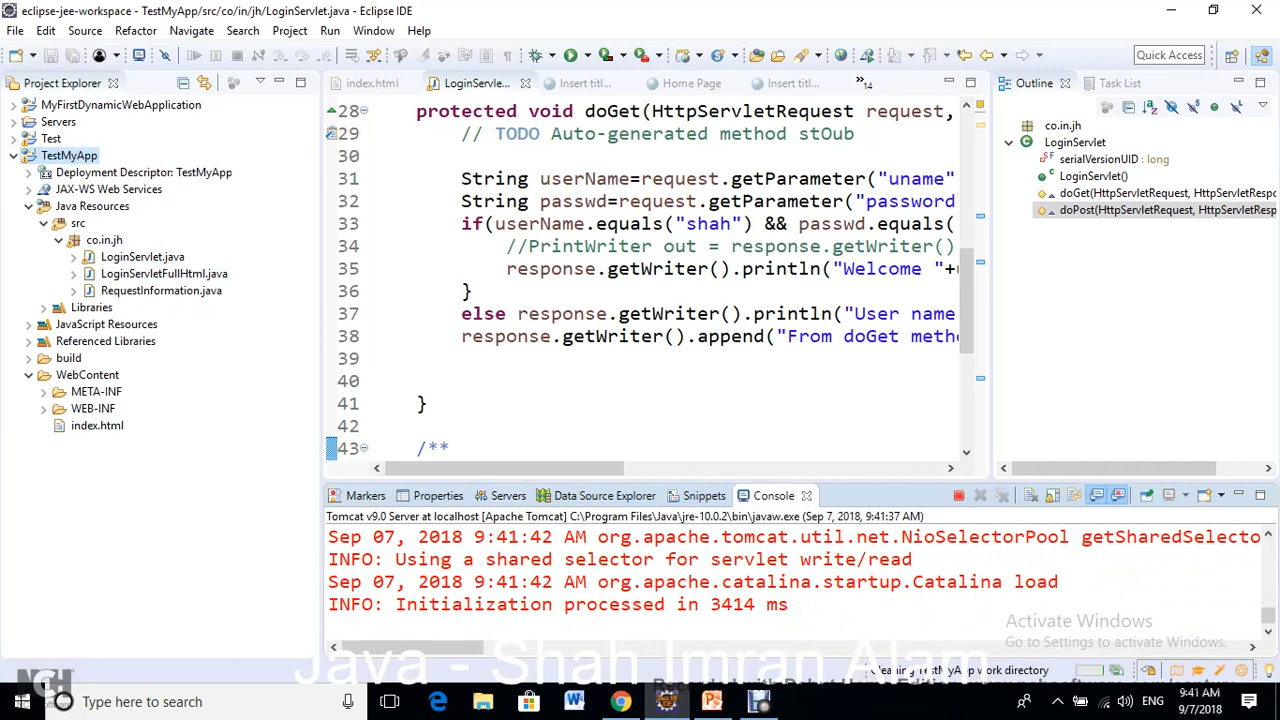 eclipse-jee-workspace - TestMyApp/src/co/in/jh/LoginServlet.java - Eclipse IDE
File Edit Source Refactor Navigate Search Project Run Window Help
Quick Access
Project Explorer
index.html LoginServle... Insert titl... Home Page Insert titl... »14
Outline Task List
MyFirstDynamicWebApplication
Servers
Test
TestMyApp
Deployment Descriptor: TestMyApp
JAX-WS Web Services
Java Resources
src
co.in.jh
LoginServlet.java
LoginServletFullHtml.java
RequestInformation.java
Libraries
JavaScript Resources
Referenced Libraries
build
WebContent
META-INF
WEB-INF
index.html
28 protected void doGet(HttpServletRequest request,
29 // TODO Auto-generated method stOub
30
31 String userName=request.getParameter("uname"
32 String passwd=request.getParameter("password
33 if(userName.equals("shah") && passwd.equals(
34 //PrintWriter out = response.getWriter()
35 response.getWriter().println("Welcome "+
36 }
37 else response.getWriter().println("User name
38 response.getWriter().append("From doGet meth
39
40
41 }
42
43 /**
co.in.jh
LoginServlet
serialVersionUID : long
LoginServlet()
doGet(HttpServletRequest, HttpServletRespo
doPost(HttpServletRequest, HttpServletResp
Markers Properties Servers Data Source Explorer Snippets Console
Tomcat v9.0 Server at localhost [Apache Tomcat] C:\Program Files\Java\jre-10.0.2\bin\javaw.exe (Sep 7, 2018, 9:41:37 AM)
Sep 07, 2018 9:41:42 AM org.apache.tomcat.util.net.NioSelectorPool getSharedSelecto
INFO: Using a shared selector for servlet write/read
Sep 07, 2018 9:41:42 AM org.apache.catalina.startup.Catalina load
INFO: Initialization processed in 3414 ms
Activate Windows
Go to Settings to activate Windows.
Java - Shah Imran Alam
Cleaning TestMyApp work directory
NCH
Type here to search
ENG
9:41 AM
9/7/2018